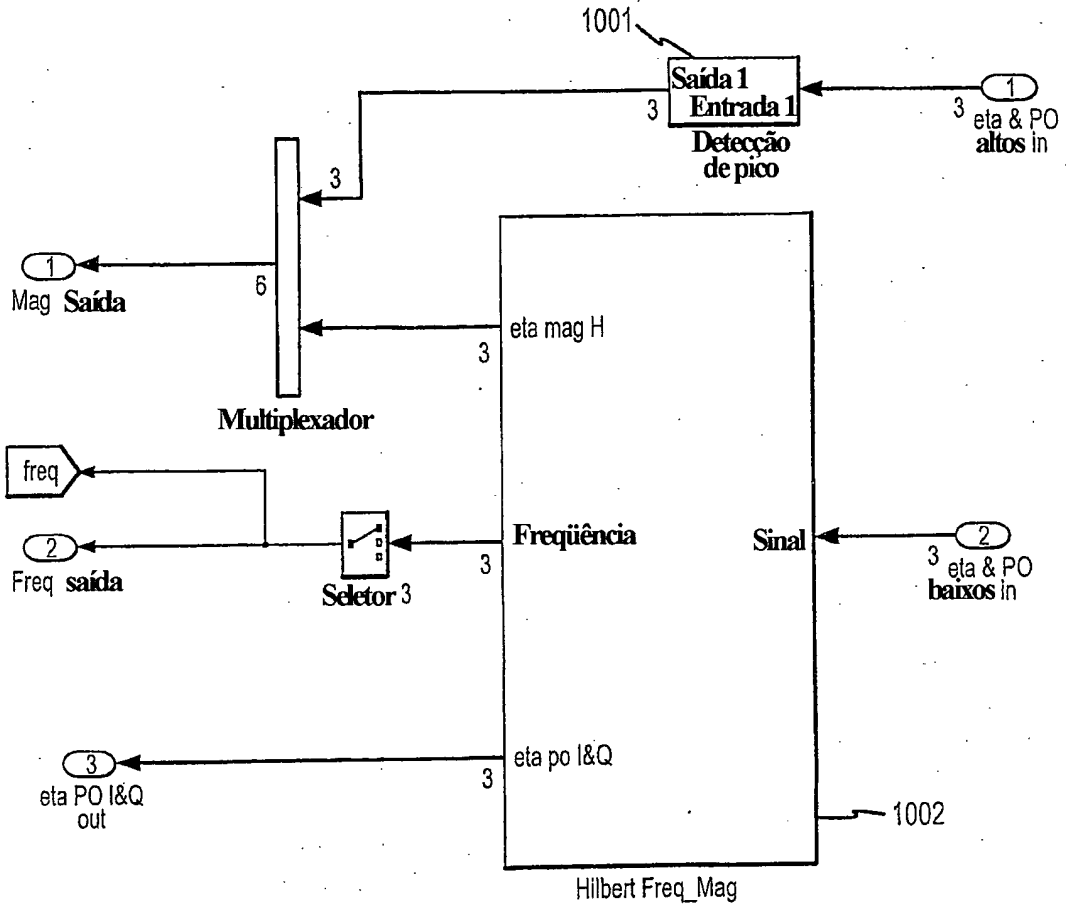 1001
Saída 1
Entrada 1
3
3
1
eta & PO
altos in
Detecção
de pico
3
1
6
Mag Saída
eta mag H
3
Multiplexador
freq
2
Freq saída
Seletor 3
Freqüência
3
Sinal
2
3
eta & PO
baixos in
3
eta PO I&Q
out
eta po I&Q
3
1002
Hilbert Freq_Mag